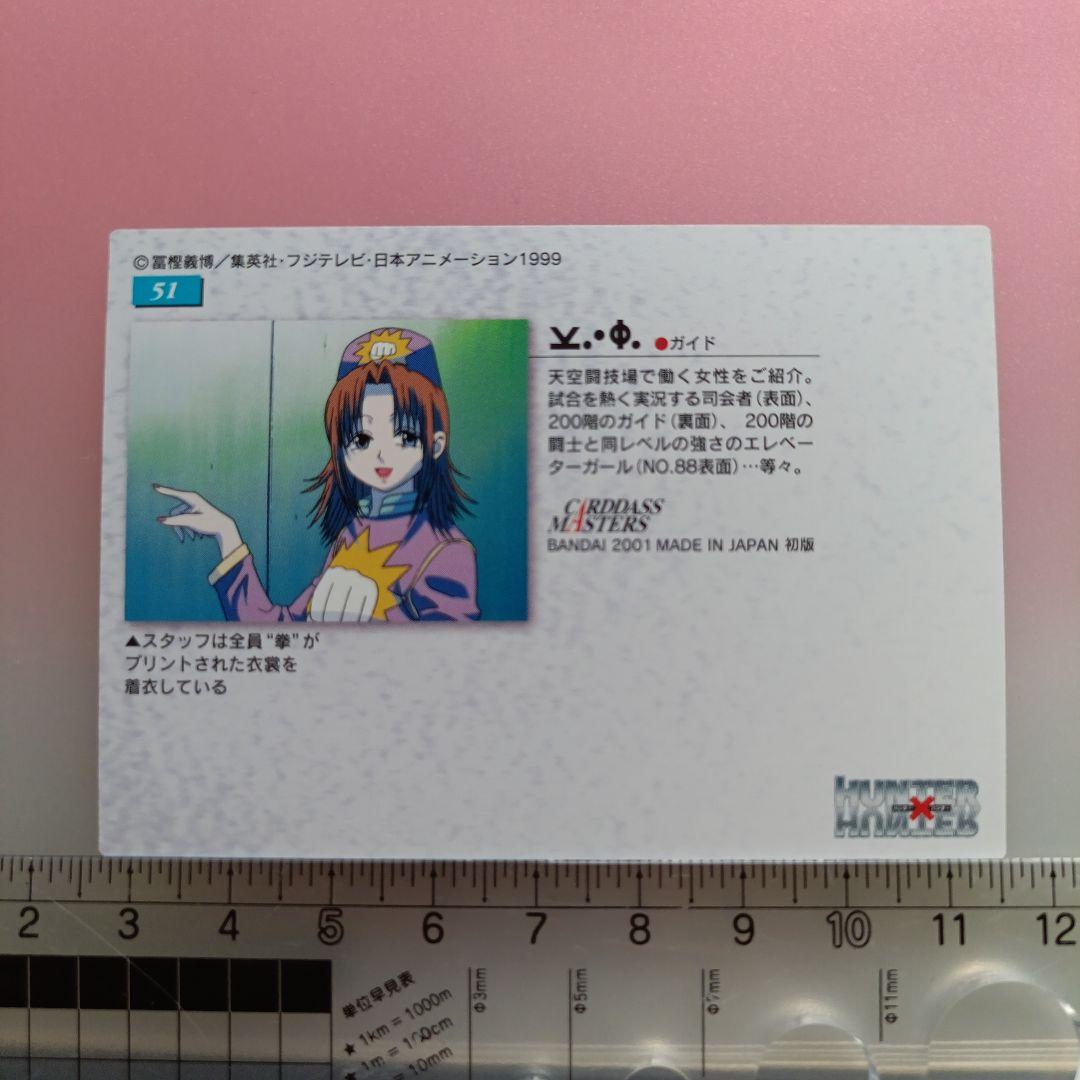 ©冨樫義博／集英社・フジテレビ・日本アニメーション1999
51
●ガイド
天空闘技場で働く女性をご紹介。
試合を熱く実況する司会者（表面）、
200階のガイド（裏面）、200階の
闘士と同レベルの強さのエレベー
ターガール（NO.88表面）…等々。
CARDDASS
MASTERS
BANDAI 2001 MADE IN JAPAN 初版
▲スタッフは全員“拳”が
プリントされた衣裳を
着衣している
HUNTER
×
HUNTER
2 3 4 5 6 7 8 9 10 11 12
単位早見表
★1km = 1000m
★1m = 100cm
10mm
Φ3mm
Φ5mm
Φ11mm